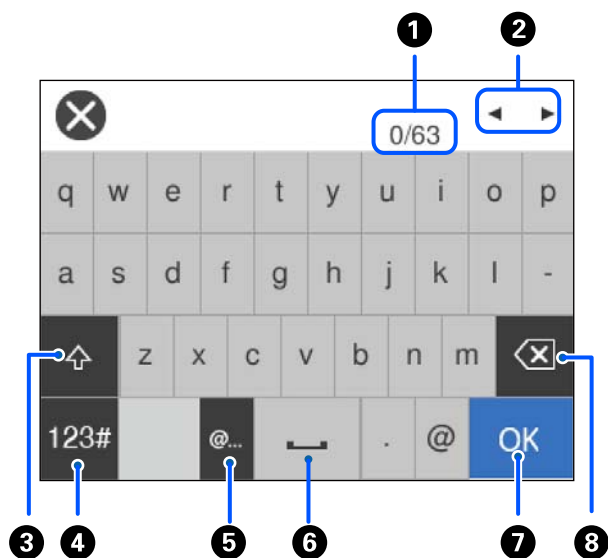 1 2
0/63
q w e r t y u i o p
a s d f g h j k l -
z x c v b n m
123# @... . @ OK
3 4 5 6 7 8